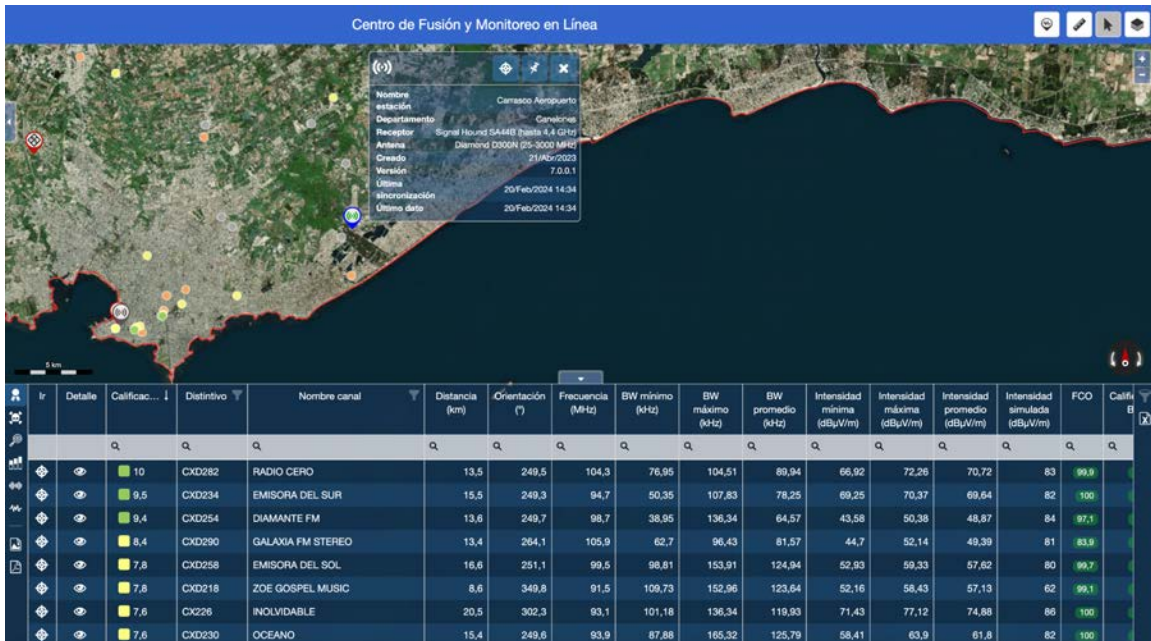 Centro de Fusión y Monitoreo en Línea
Nombre estación Carrasco Aeropuerto
Departamento Canelones
Receptor Signal Hound SA44B (hasta 4,4 GHz)
Antena Diamond D300N (25-3000 MHz)
Creado 21/Abr/2023
Versión 7.0.0.1
Última sincronización 20/Feb/2024 14:34
Último dato 20/Feb/2024 14:34
5 km
Ir Detalle Calificac... Distintivo Nombre canal Distancia (km) Orientación (°) Frecuencia (MHz) BW mínimo (kHz) BW máximo (kHz) BW promedio (kHz) Intensidad mínima (dBµV/m) Intensidad máxima (dBµV/m) Intensidad promedio (dBµV/m) Intensidad simulada (dBµV/m) FCO
10 CXD282 RADIO CERO 13,5 249,5 104,3 76,95 104,51 89,94 66,92 72,26 70,72 83 99,9
9,5 CXD234 EMISORA DEL SUR 15,5 249,3 94,7 50,35 107,83 78,25 69,25 70,37 69,64 82 100
9,4 CXD254 DIAMANTE FM 13,6 249,7 98,7 38,95 136,34 64,57 43,58 50,38 48,87 84 97,1
8,4 CXD290 GALAXIA FM STEREO 13,4 264,1 105,9 62,7 96,43 81,57 44,7 52,14 49,39 81 83,9
7,8 CXD258 EMISORA DEL SOL 16,6 251,1 99,5 98,81 153,91 124,94 52,93 59,33 57,62 80 99,7
7,8 CXD218 ZOE GOSPEL MUSIC 8,6 349,8 91,5 109,73 152,96 123,64 52,16 58,43 57,13 62 99,1
7,6 CX226 INOLVIDABLE 20,5 302,3 93,1 101,18 136,34 119,93 71,43 77,12 74,88 86 100
7,6 CXD230 OCEANO 15,4 249,6 93,9 87,88 165,32 125,79 58,41 63,9 61,8 82 100